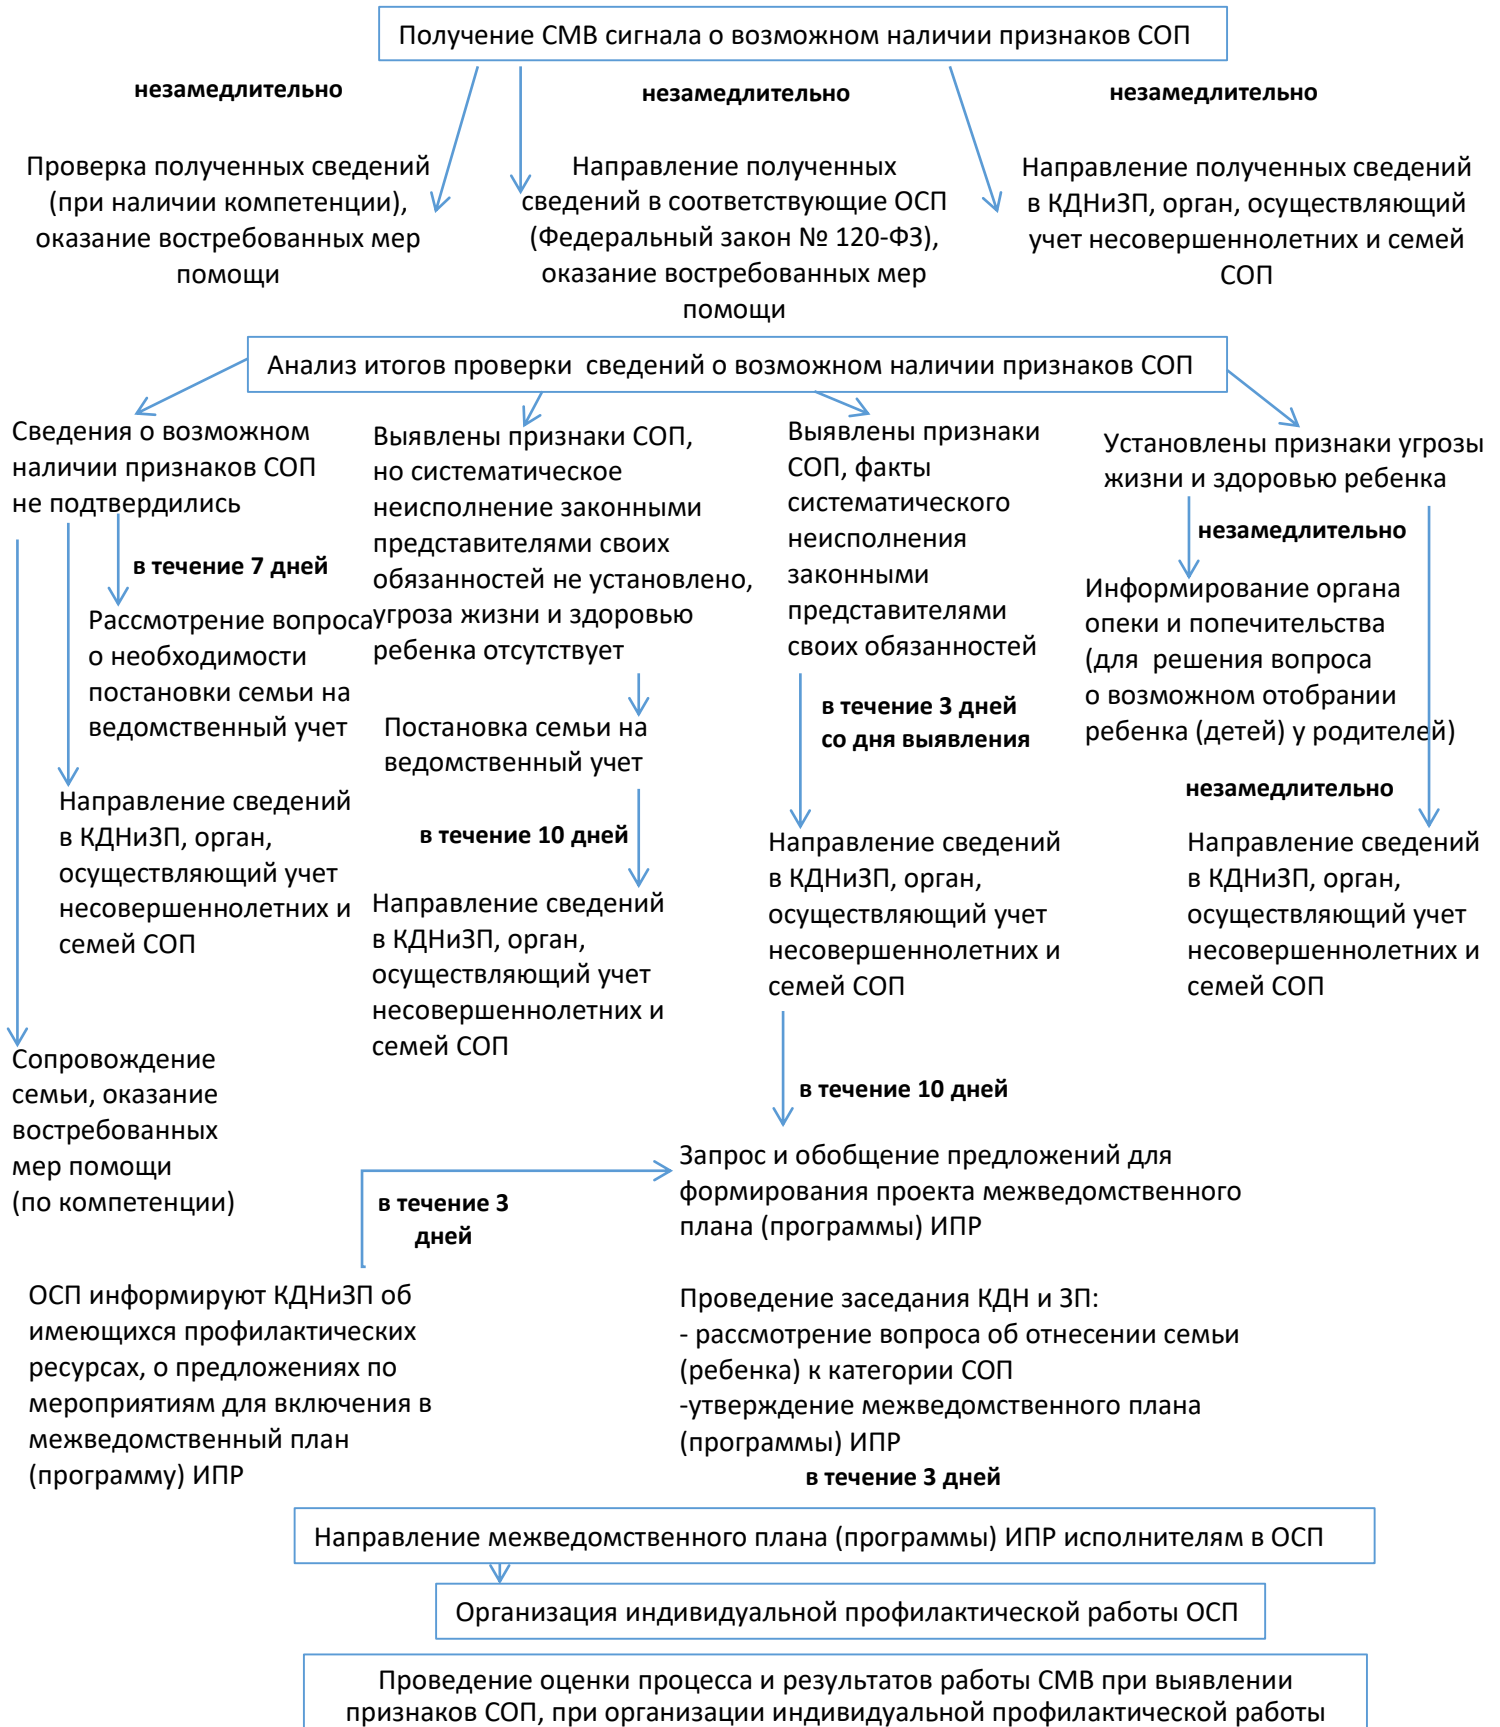 Получение СМВ сигнала о возможном наличии признаков СОП
незамедлительно
незамедлительно
незамедлительно
Проверка полученных сведений
(при наличии компетенции),
оказание востребованных мер
помощи
Направление полученных
сведений в соответствующие ОСП
(Федеральный закон № 120-ФЗ),
оказание востребованных мер
помощи
Направление полученных сведений
в КДНиЗП, орган, осуществляющий
учет несовершеннолетних и семей
СОП
Анализ итогов проверки сведений о возможном наличии признаков СОП
Сведения о возможном
наличии признаков СОП
не подтвердились
в течение 7 дней
Рассмотрение вопроса
о необходимости
постановки семьи на
ведомственный учет
Направление сведений
в КДНиЗП, орган,
осуществляющий учет
несовершеннолетних и
семей СОП
Сопровождение
семьи, оказание
востребованных
мер помощи
(по компетенции)
Выявлены признаки СОП,
но систематическое
неисполнение законными
представителями своих
обязанностей не установлено,
угроза жизни и здоровью
ребенка отсутствует
Постановка семьи на
ведомственный учет
в течение 10 дней
Направление сведений
в КДНиЗП, орган,
осуществляющий учет
несовершеннолетних и
семей СОП
Выявлены признаки
СОП, факты
систематического
неисполнения
законными
представителями
своих обязанностей
в течение 3 дней
со дня выявления
Направление сведений
в КДНиЗП, орган,
осуществляющий учет
несовершеннолетних и
семей СОП
Установлены признаки угрозы
жизни и здоровью ребенка
незамедлительно
Информирование органа
опеки и попечительства
(для решения вопроса
о возможном отобрании
ребенка (детей) у родителей)
незамедлительно
Направление сведений
в КДНиЗП, орган,
осуществляющий учет
несовершеннолетних и
семей СОП
в течение 10 дней
Запрос и обобщение предложений для
формирования проекта межведомственного
плана (программы) ИПР
в течение 3
дней
ОСП информируют КДНиЗП об
имеющихся профилактических
ресурсах, о предложениях по
мероприятиям для включения в
межведомственный план
(программу) ИПР
Проведение заседания КДН и ЗП:
- рассмотрение вопроса об отнесении семьи
(ребенка) к категории СОП
-утверждение межведомственного плана
(программы) ИПР
в течение 3 дней
Направление межведомственного плана (программы) ИПР исполнителям в ОСП
Организация индивидуальной профилактической работы ОСП
Проведение оценки процесса и результатов работы СМВ при выявлении
признаков СОП, при организации индивидуальной профилактической работы